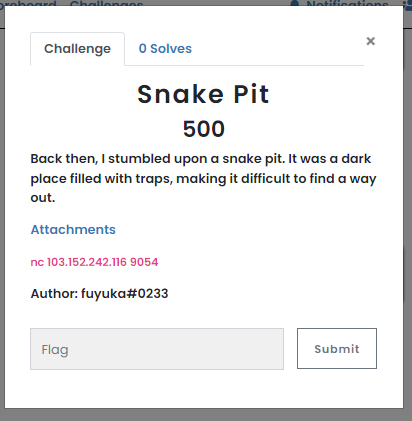 Challenges
Notifications
Challenge
0 Solves
×
Snake Pit
500
Back then, I stumbled upon a snake pit. It was a dark
place filled with traps, making it difficult to find a way
out.
Attachments
nc 103.152.242.116 9054
Author: fuyuka#0233
Flag
Submit